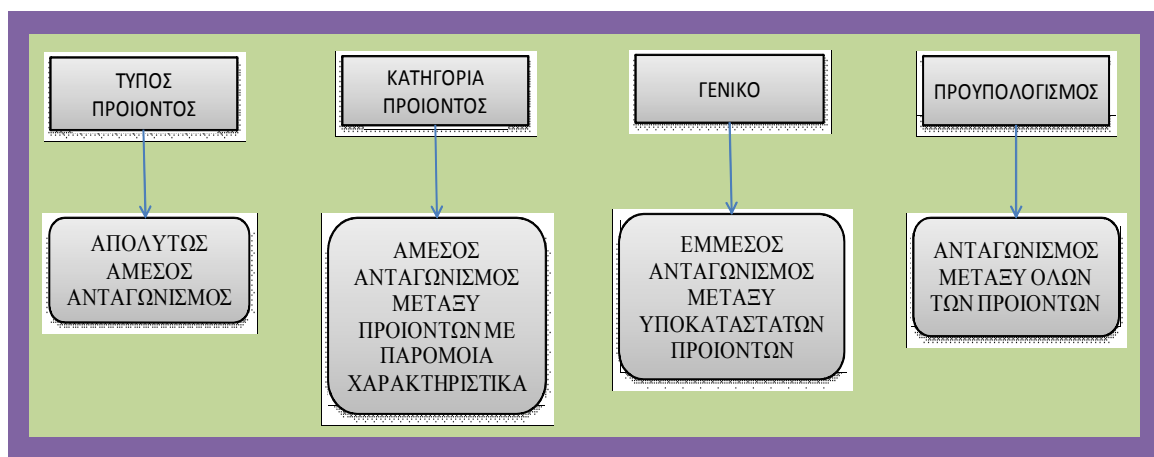 ΤΥΠΟΣ
ΠΡΟΙΟΝΤΟΣ
ΚΑΤΗΓΟΡΙΑ
ΠΡΟΙΟΝΤΟΣ
ΓΕΝΙΚΟ
ΠΡΟΥΠΟΛΟΓΙΣΜΟΣ
ΑΠΟΛΥΤΩΣ
ΑΜΕΣΟΣ
ΑΝΤΑΓΩΝΙΣΜΟΣ
ΑΜΕΣΟΣ
ΑΝΤΑΓΩΝΙΣΜΟΣ
ΜΕΤΑΞΥ
ΠΡΟΙΟΝΤΩΝ ΜΕ
ΠΑΡΟΜΟΙΑ
ΧΑΡΑΚΤΗΡΙΣΤΙΚΑ
ΕΜΜΕΣΟΣ
ΑΝΤΑΓΩΝΙΣΜΟΣ
ΜΕΤΑΞΥ
ΥΠΟΚΑΤΑΣΤΑΤΩΝ
ΠΡΟΙΟΝΤΩΝ
ΑΝΤΑΓΩΝΙΣΜΟΣ
ΜΕΤΑΞΥ ΟΛΩΝ
ΤΩΝ ΠΡΟΙΟΝΤΩΝ